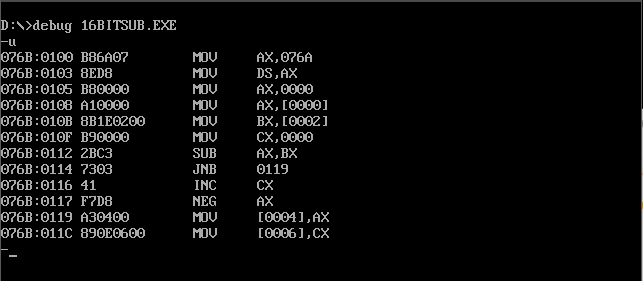 D:\>debug 16BITSUB.EXE
-u
076B:0100 B86A07 MOV AX,076A
076B:0103 8ED8 MOV DS,AX
076B:0105 B80000 MOV AX,0000
076B:0108 A10000 MOV AX,[0000]
076B:010B 8B1E0200 MOV BX,[0002]
076B:010F B90000 MOV CX,0000
076B:0112 2BC3 SUB AX,BX
076B:0114 7303 JNB 0119
076B:0116 41 INC CX
076B:0117 F7D8 NEG AX
076B:0119 A30400 MOV [0004],AX
076B:011C 890E0600 MOV [0006],CX
-_